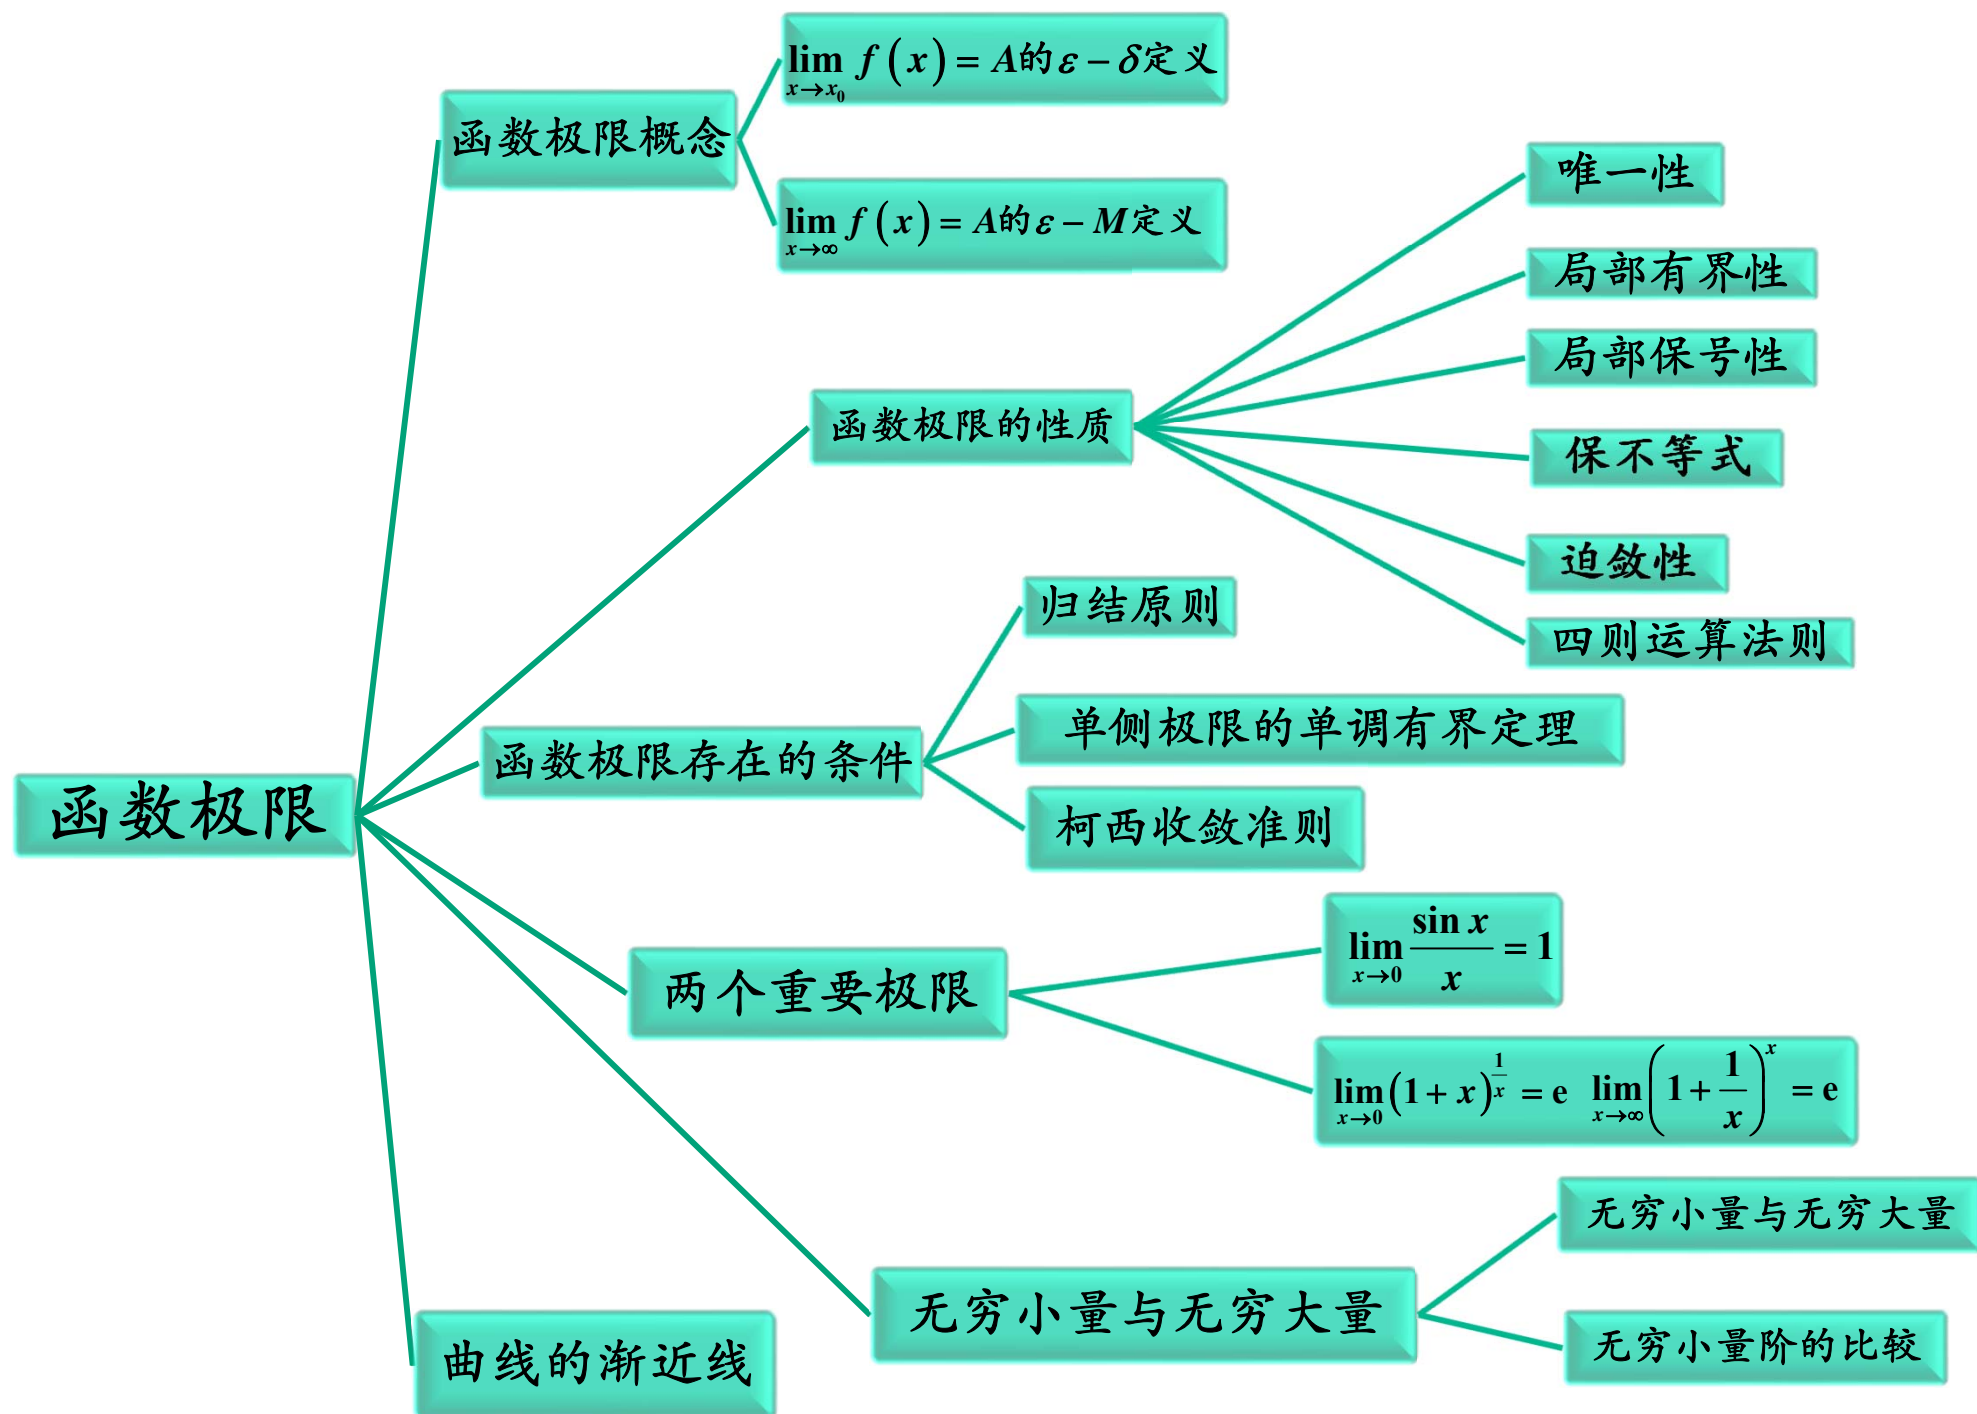 lim_{x→x₀} f(x) = A的ε − δ定义
函数极限概念
lim_{x→∞} f(x) = A的ε − M定义
唯一性
局部有界性
局部保号性
函数极限的性质
保不等式
迫敛性
四则运算法则
归结原则
单侧极限的单调有界定理
函数极限存在的条件
柯西收敛准则
函数极限
lim_{x→0} sin x / x = 1
两个重要极限
lim_{x→0} (1 + x)^{1/x} = e lim_{x→∞} (1 + 1/x)^x = e
无穷小量与无穷大量
无穷小量与无穷大量
无穷小量阶的比较
曲线的渐近线